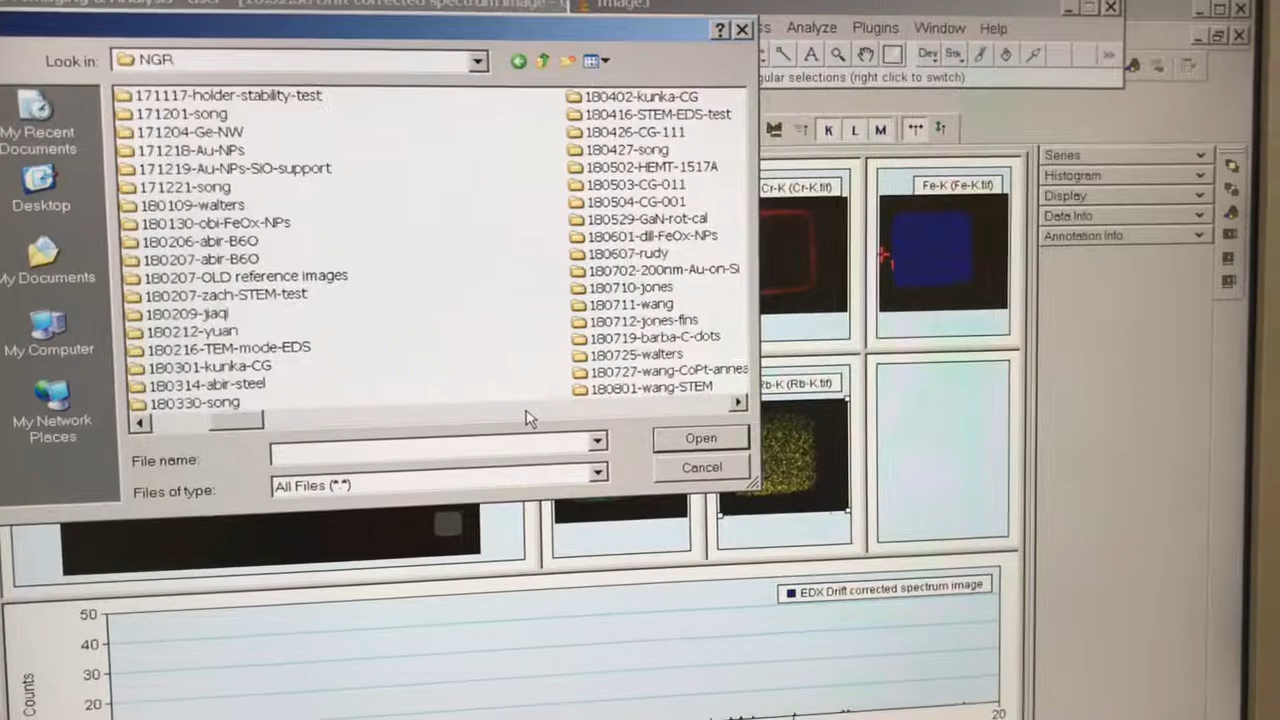 Analyze Plugins Window Help
Look in: NGR
Dev Stk
gular selections (right click to switch)
My Recent
Documents
Desktop
My Documents
My Computer
My Network
Places
171117-holder-stability-test
171201-song
171204-Ge-NW
171218-Au-NPs
171219-Au-NPs-SiO-support
171221-song
180109-walters
180130-obi-FeOx-NPs
180206-abir-B6O
180207-abir-B6O
180207-OLD reference images
180207-zach-STEM-test
180209-jiaqi
180212-yuan
180216-TEM-mode-EDS
180301-kunka-CG
180314-abir-steel
180330-song
180402-kunka-CG
180416-STEM-EDS-test
180426-CG-111
180427-song
180502-HEMT-1517A
180503-CG-011
180504-CG-001
180529-GaN-rot-cal
180601-dill-FeOx-NPs
180607-rudy
180702-200nm-Au-on-Si
180710-jones
180711-wang
180712-jones-fins
180719-barba-C-dots
180725-walters
180727-wang-CoPt-annea
180801-wang-STEM
File name:
Open
Files of type: All Files (*.*)
Cancel
K L M
Cr-K (Cr-K.tif)
Fe-K (Fe-K.tif)
Rb-K (Rb-K.tif)
Series
Histogram
Display
Data Info
Annotation Info
EDX Drift corrected spectrum image
50
40
30
20
Counts
20